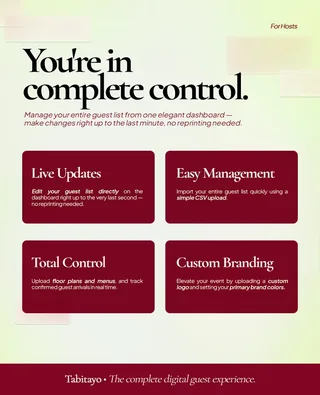 For Hosts
You're in
complete control.
Manage your entire guest list from one elegant dashboard —
make changes right up to the last minute, no reprinting needed.
Live Updates
Edit your guest list directly on the
dashboard right up to the very last second —
no reprinting needed.
Easy Management
Import your entire guest list quickly using a
simple CSV upload.
Total Control
Upload floor plans and menus, and track
confirmed guest arrivals in real time.
Custom Branding
Elevate your event by uploading a custom
logo and setting your primary brand colors.
Tabitayo • The complete digital guest experience.